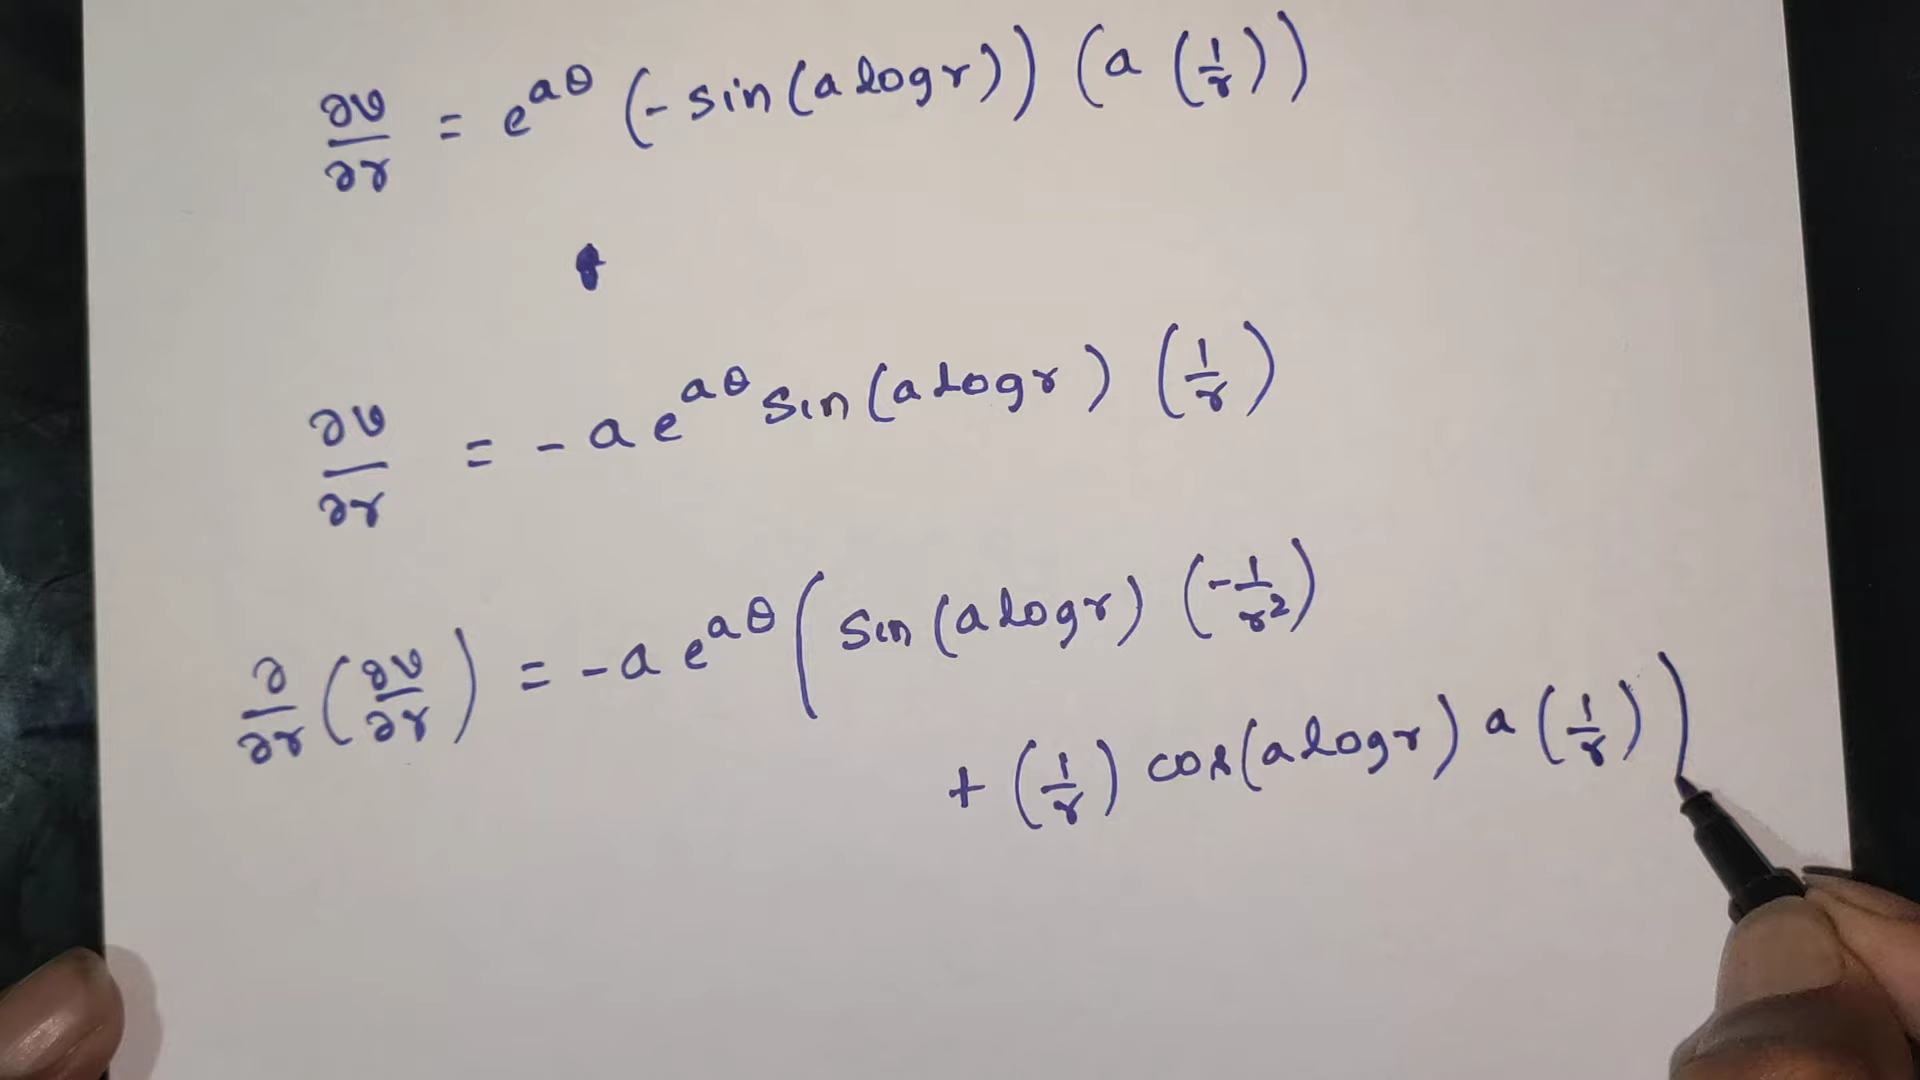 ∂v/∂r = e^{aθ} (- sin(a log r)) (a (1/r))
∂v/∂r = - a e^{aθ} sin(a log r) (1/r)
∂/∂r (∂v/∂r) = - a e^{aθ} ( sin(a log r) (-1/r²)
+ (1/r) cos(a log r) a (1/r) )